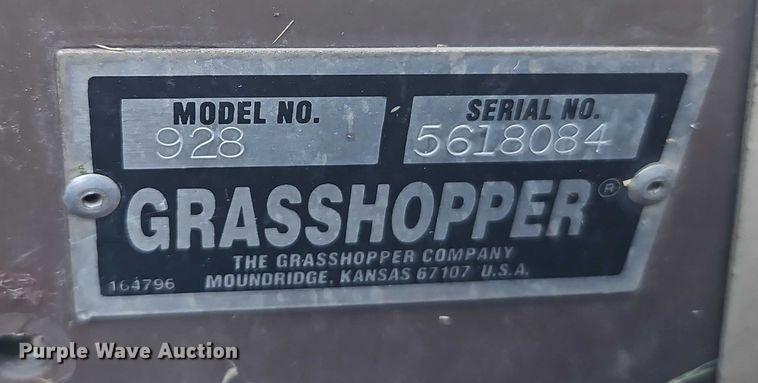 MODEL NO. SERIAL NO.
928 5618084
GRASSHOPPER®
THE GRASSHOPPER COMPANY
164796 MOUNDRIDGE, KANSAS 67107 U.S.A.
Purple Wave Auction